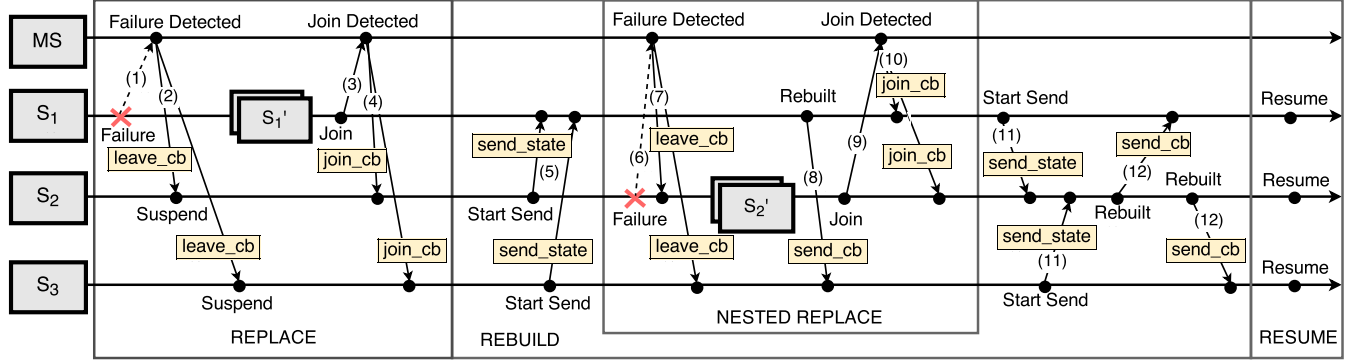 Failure Detected
Join Detected
Failure Detected
Join Detected
MS
(1)
(2)
(3)
(4)
(6)
(7)
(9)
(10)
join_cb
S1
Failure
S1'
Join
Rebuilt
Start Send
Resume
leave_cb
join_cb
send_state
(5)
leave_cb
(8)
join_cb
(11)
send_state
send_cb
(12)
S2
Suspend
Start Send
Failure
S2'
Join
Rebuilt
Rebuilt
Resume
leave_cb
join_cb
send_state
leave_cb
send_cb
send_state
(11)
(12)
send_cb
S3
Suspend
Start Send
Start Send
Resume
REPLACE
REBUILD
NESTED REPLACE
RESUME